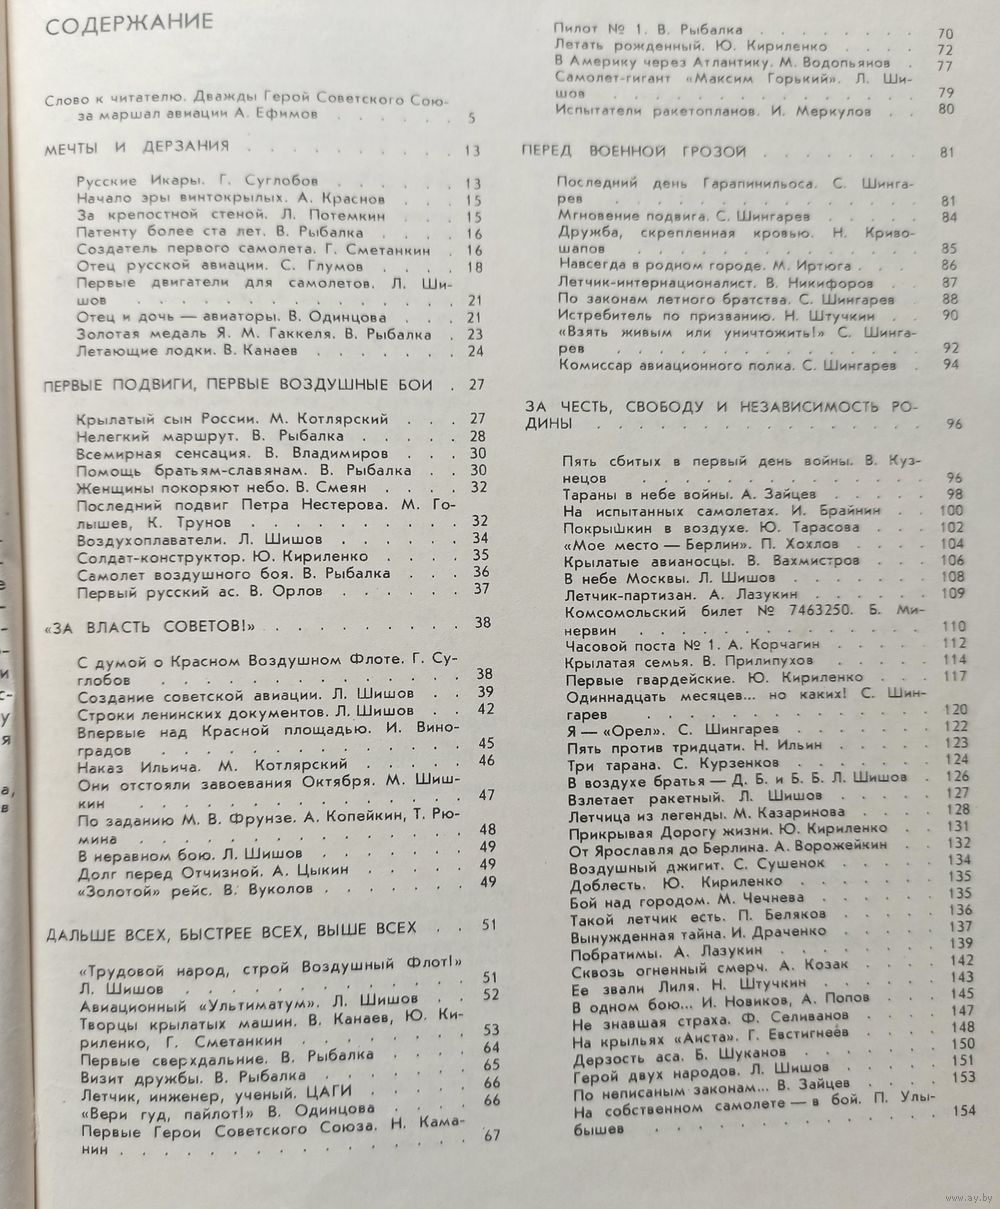 СОДЕРЖАНИЕ
Слово к читателю. Дважды Герой Советского Сою-
за маршал авиации А. Ефимов . . . . . . 5
МЕЧТЫ И ДЕРЗАНИЯ . . . . . . . . . . 13
Русские Икары. Г. Суглобов . . . . . . 13
Начало эры винтокрылых. А. Краснов . . . . 15
За крепостной стеной. Л. Потемкин . . . . 15
Патенту более ста лет. В. Рыбалка . . . . . 16
Создатель первого самолета. Г. Сметанкин . 16
Отец русской авиации. С. Глумов . . . . 18
Первые двигатели для самолетов. Л. Ши-
шов . . . . . . . . . . . . . . . 21
Отец и дочь — авиаторы. В. Одинцова . . . 21
Золотая медаль Я. М. Гаккеля. В. Рыбалка . 23
Летающие лодки. В. Канаев . . . . . . . 24
ПЕРВЫЕ ПОДВИГИ, ПЕРВЫЕ ВОЗДУШНЫЕ БОИ . 27
Крылатый сын России. М. Котлярский . . . 27
Нелегкий маршрут. В. Рыбалка . . . . . 28
Всемирная сенсация. В. Владимиров . . . 30
Помощь братьям-славянам. В. Рыбалка . . 30
Женщины покоряют небо. В. Смеян . . . . 32
Последний подвиг Петра Нестерова. М. Го-
лышев, К. Трунов . . . . . . . . . . 32
Воздухоплаватели. Л. Шишов . . . . . . 34
Солдат-конструктор. Ю. Кириленко . . . . 35
Самолет воздушного боя. В. Рыбалка . . . 36
Первый русский ас. В. Орлов . . . . . . 37
«ЗА ВЛАСТЬ СОВЕТОВ!» . . . . . . . . . 38
С думой о Красном Воздушном Флоте. Г. Су-
глобов . . . . . . . . . . . . . . 38
Создание советской авиации. Л. Шишов . . 39
Строки ленинских документов. Л. Шишов . . 42
Впервые над Красной площадью. И. Вино-
градов . . . . . . . . . . . . . . 45
Наказ Ильича. М. Котлярский . . . . . 46
Они отстояли завоевания Октября. М. Шиш-
кин . . . . . . . . . . . . . . . 47
По заданию М. В. Фрунзе. А. Копейкин, Т. Рю-
мина . . . . . . . . . . . . . . . 48
В неравном бою. Л. Шишов . . . . . . . 49
Долг перед Отчизной. А. Цыкин . . . . . 49
«Золотой» рейс. В. Вуколов . . . . . . 49
ДАЛЬШЕ ВСЕХ, БЫСТРЕЕ ВСЕХ, ВЫШЕ ВСЕХ . . 51
«Трудовой народ, строй Воздушный Флот!»
Л. Шишов . . . . . . . . . . . . . 51
Авиационный «Ультиматум». Л. Шишов . . 52
Творцы крылатых машин. В. Канаев, Ю. Ки-
риленко, Г. Сметанкин . . . . . . . . 53
Первые сверхдальние. В. Рыбалка . . . . 64
Визит дружбы. В. Рыбалка . . . . . . . 65
Летчик, инженер, ученый. ЦАГИ . . . . . 66
«Вери гуд, пайлот!» В. Одинцова . . . . 66
Первые Герои Советского Союза. Н. Кама-
нин . . . . . . . . . . . . . . . 67
Пилот № 1. В. Рыбалка . . . . . . . . 70
Летать рожденный. Ю. Кириленко . . . . 72
В Америку через Атлантику. М. Водопьянов . 77
Самолет-гигант «Максим Горький». Л. Ши-
шов . . . . . . . . . . . . . . . 79
Испытатели ракетопланов. И. Меркулов . . 80
ПЕРЕД ВОЕННОЙ ГРОЗОЙ . . . . . . . . 81
Последний день Гарапинильоса. С. Шинга-
рев . . . . . . . . . . . . . . . 81
Мгновение подвига. С. Шингарев . . . . . 84
Дружба, скрепленная кровью. Н. Криво-
шапов . . . . . . . . . . . . . . 85
Навсегда в родном городе. М. Иртюга . . . 86
Летчик-интернационалист. В. Никифоров . . 87
По законам летного братства. С. Шингарев . 88
Истребитель по призванию. Н. Штучкин . . 90
«Взять живым или уничтожить!» С. Шинга-
рев . . . . . . . . . . . . . . . 92
Комиссар авиационного полка. С. Шингарев . 94
ЗА ЧЕСТЬ, СВОБОДУ И НЕЗАВИСИМОСТЬ РО-
ДИНЫ . . . . . . . . . . . . . . . 96
Пять сбитых в первый день войны. В. Куз-
нецов . . . . . . . . . . . . . . 96
Тараны в небе войны. А. Зайцев . . . . . 98
На испытанных самолетах. И. Брайнин . . 100
Покрышкин в воздухе. Ю. Тарасова . . . 102
«Мое место — Берлин». П. Хохлов . . . . 104
Крылатые авианосцы. В. Вахмистров . . . 106
В небе Москвы. Л. Шишов . . . . . . . 108
Летчик-партизан. А. Лазукин . . . . . . 109
Комсомольский билет № 7463250. Б. Ми-
нервин . . . . . . . . . . . . . . 110
Часовой поста № 1. А. Корчагин . . . . . 112
Крылатая семья. В. Прилипухов . . . . . 114
Первые гвардейские. Ю. Кириленко . . . . 117
Одиннадцать месяцев... но каких! С. Шин-
гарев . . . . . . . . . . . . . . 120
Я — «Орел». С. Шингарев . . . . . . . 122
Пять против тридцати. Н. Ильин . . . . . 123
Три тарана. С. Курзенков . . . . . . . 124
В воздухе братья — Д. Б. и Б. Б. Л. Шишов . 126
Взлетает ракетный. Л. Шишов . . . . . 127
Летчица из легенды. М. Казаринова . . . 128
Прикрывая Дорогу жизни. Ю. Кириленко . . 131
От Ярославля до Берлина. А. Ворожейкин . . 132
Воздушный джигит. С. Сушенок . . . . . 134
Доблесть. Ю. Кириленко . . . . . . . 135
Бой над городом. М. Чечнева . . . . . . 135
Такой летчик есть. П. Беляков . . . . . 136
Вынужденная тайна. И. Драченко . . . . 137
Побратимы. А. Лазукин . . . . . . . . 139
Сквозь огненный смерч. А. Козак . . . . 142
Ее звали Лиля. Н. Штучкин . . . . . . 143
В одном бою... И. Новиков, А. Попов . . . 145
Не знавшая страха. Ф. Селиванов . . . . 147
На крыльях «Аиста». Г. Евстигнеёв . . . . 148
Дерзость аса. Б. Шуканов . . . . . . . 150
Герой двух народов. Л. Шишов . . . . . 151
По неписаным законам... В. Зайцев . . . . 153
На собственном самолете — в бой. П. Улы-
бышев . . . . . . . . . . . . . . 154
www.ay.by